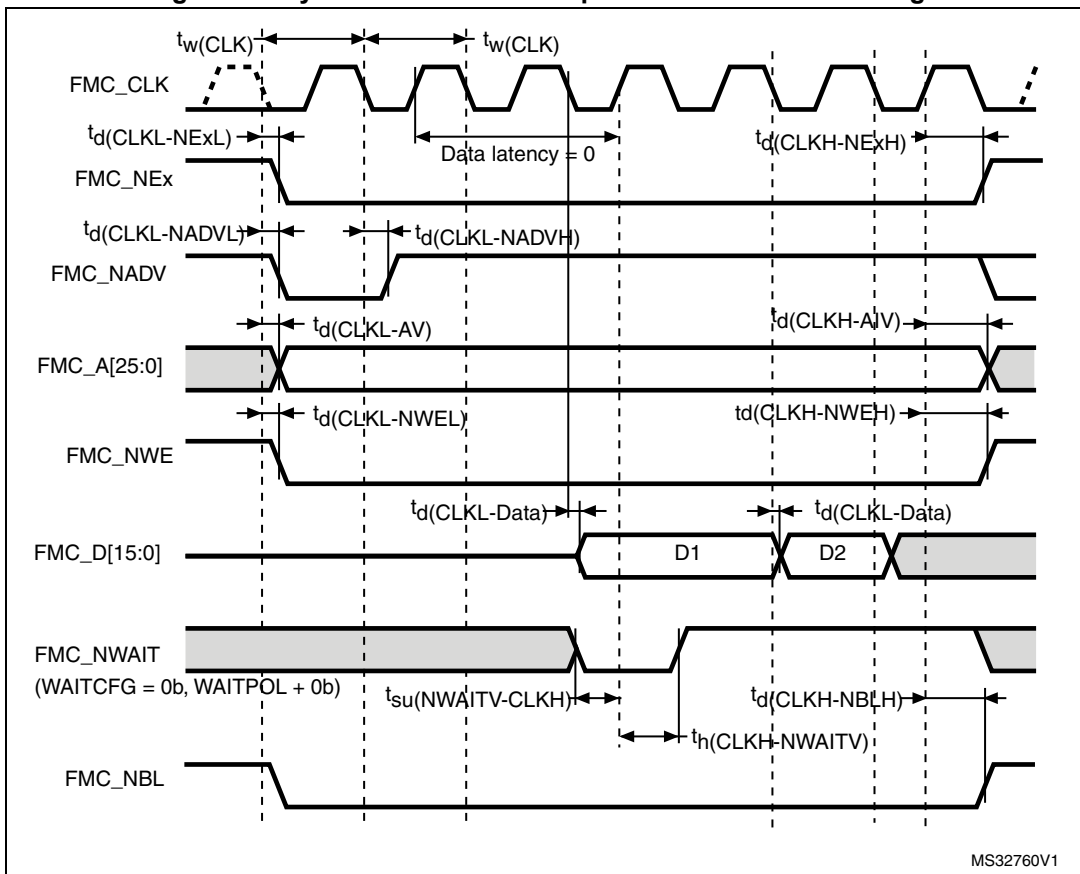 tw(CLK) tw(CLK)
FMC_CLK
td(CLKL-NExL) Data latency = 0 td(CLKH-NExH)
FMC_NEx
td(CLKL-NADVL) td(CLKL-NADVH)
FMC_NADV
td(CLKL-AV) td(CLKH-AIV)
FMC_A[25:0]
td(CLKL-NWEL) td(CLKH-NWEH)
FMC_NWE
td(CLKL-Data) td(CLKL-Data)
FMC_D[15:0] D1 D2
FMC_NWAIT
(WAITCFG = 0b, WAITPOL + 0b)
tsu(NWAITV-CLKH) td(CLKH-NBLH)
th(CLKH-NWAITV)
FMC_NBL
MS32760V1